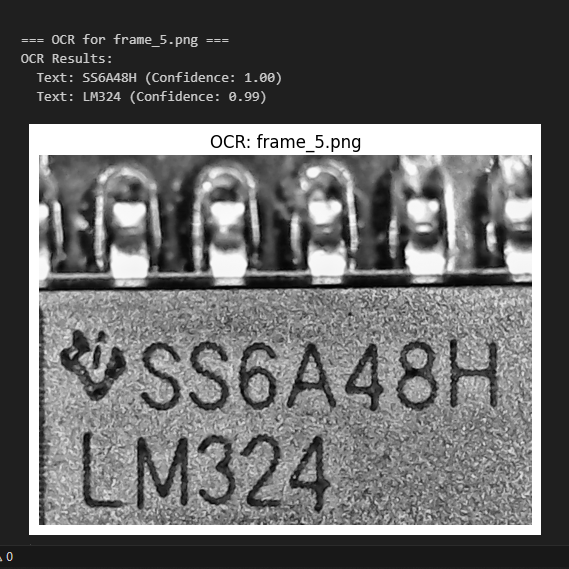 === OCR for frame_5.png ===
OCR Results:
Text: SS6A48H (Confidence: 1.00)
Text: LM324 (Confidence: 0.99)
OCR: frame_5.png
SS6A48H
LM324
0